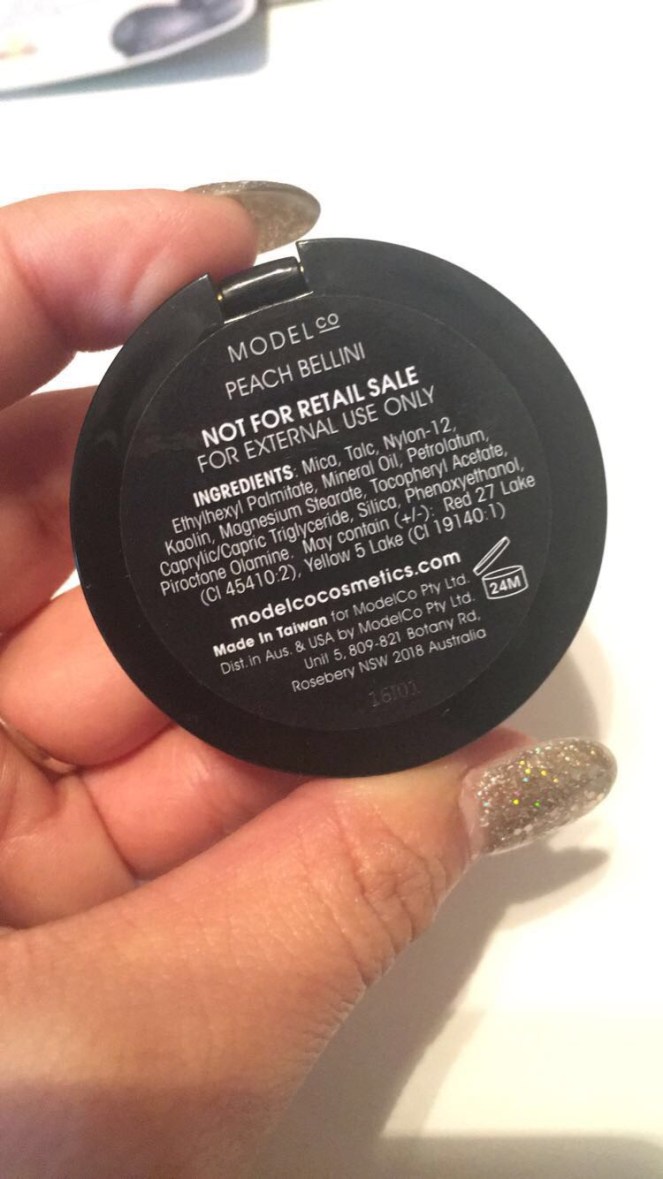 MODELCO
PEACH BELLINI
NOT FOR RETAIL SALE
FOR EXTERNAL USE ONLY
INGREDIENTS: Mica, Talc, Nylon-12,
Ethylhexyl Palmitate, Mineral Oil, Petrolatum,
Kaolin, Magnesium Stearate, Tocopheryl Acetate,
Caprylic/Capric Triglyceride, Silica, Phenoxyethanol,
Piroctone Olamine. May contain (+/-): Red 27 Lake
(CI 45410:2), Yellow 5 Lake (CI 19140:1)
modelcocosmetics.com
24M
Made In Taiwan for ModelCo Pty Ltd.
Dist. in Aus. & USA by ModelCo Pty Ltd.
Unit 5, 809-821 Botany Rd,
Rosebery NSW 2018 Australia